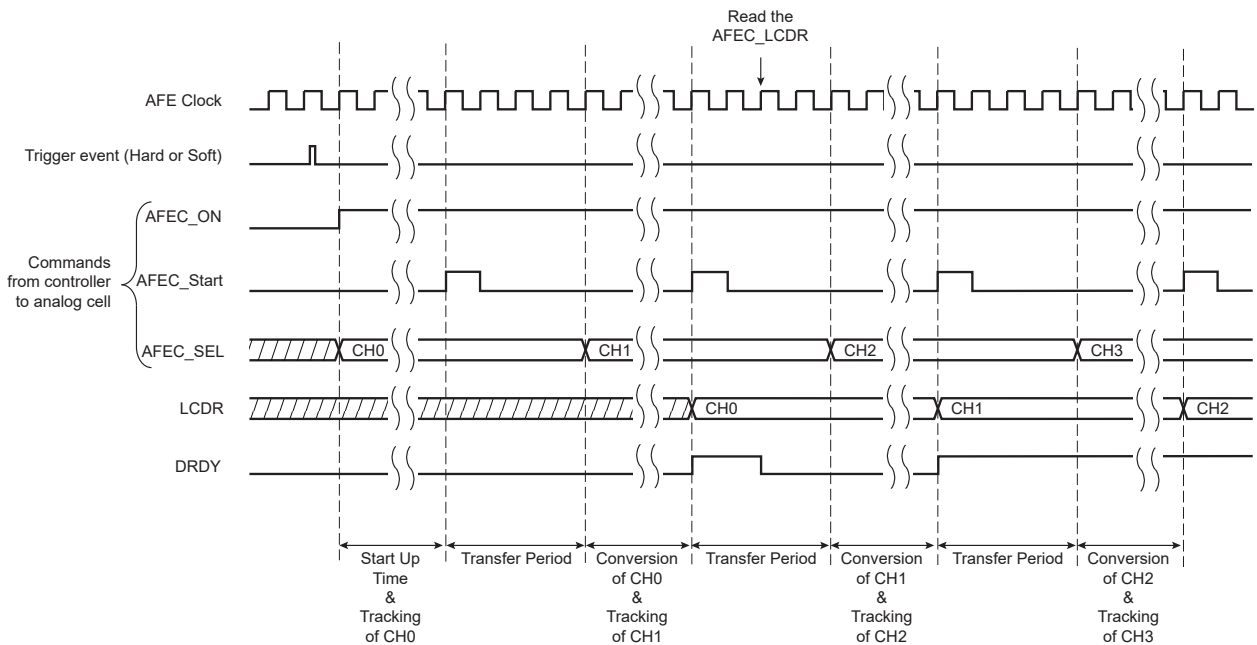 Read the
AFEC_LCDR
AFE Clock
Trigger event (Hard or Soft)
AFEC_ON
Commands
from controller
to analog cell
AFEC_Start
AFEC_SEL
CH0
CH1
CH2
CH3
LCDR
CH0
CH1
CH2
DRDY
Start Up
Time
&
Tracking
of CH0
Transfer Period
Conversion
of CH0
&
Tracking
of CH1
Transfer Period
Conversion
of CH1
&
Tracking
of CH2
Transfer Period
Conversion
of CH2
&
Tracking
of CH3